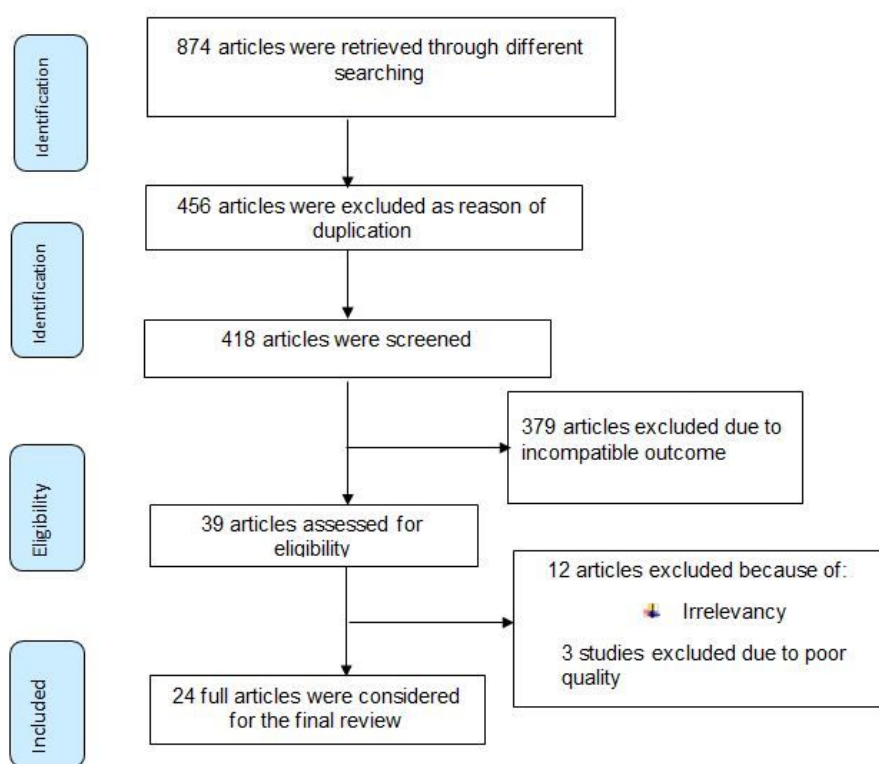 Identification
874 articles were retrieved through different
searching
456 articles were excluded as reason of
duplication
Identification
418 articles were screened
379 articles excluded due to
incompatible outcome
Eligibility
39 articles assessed for
eligibility
12 articles excluded because of:
Irrelevancy
3 studies excluded due to poor
quality
Included
24 full articles were considered
for the final review